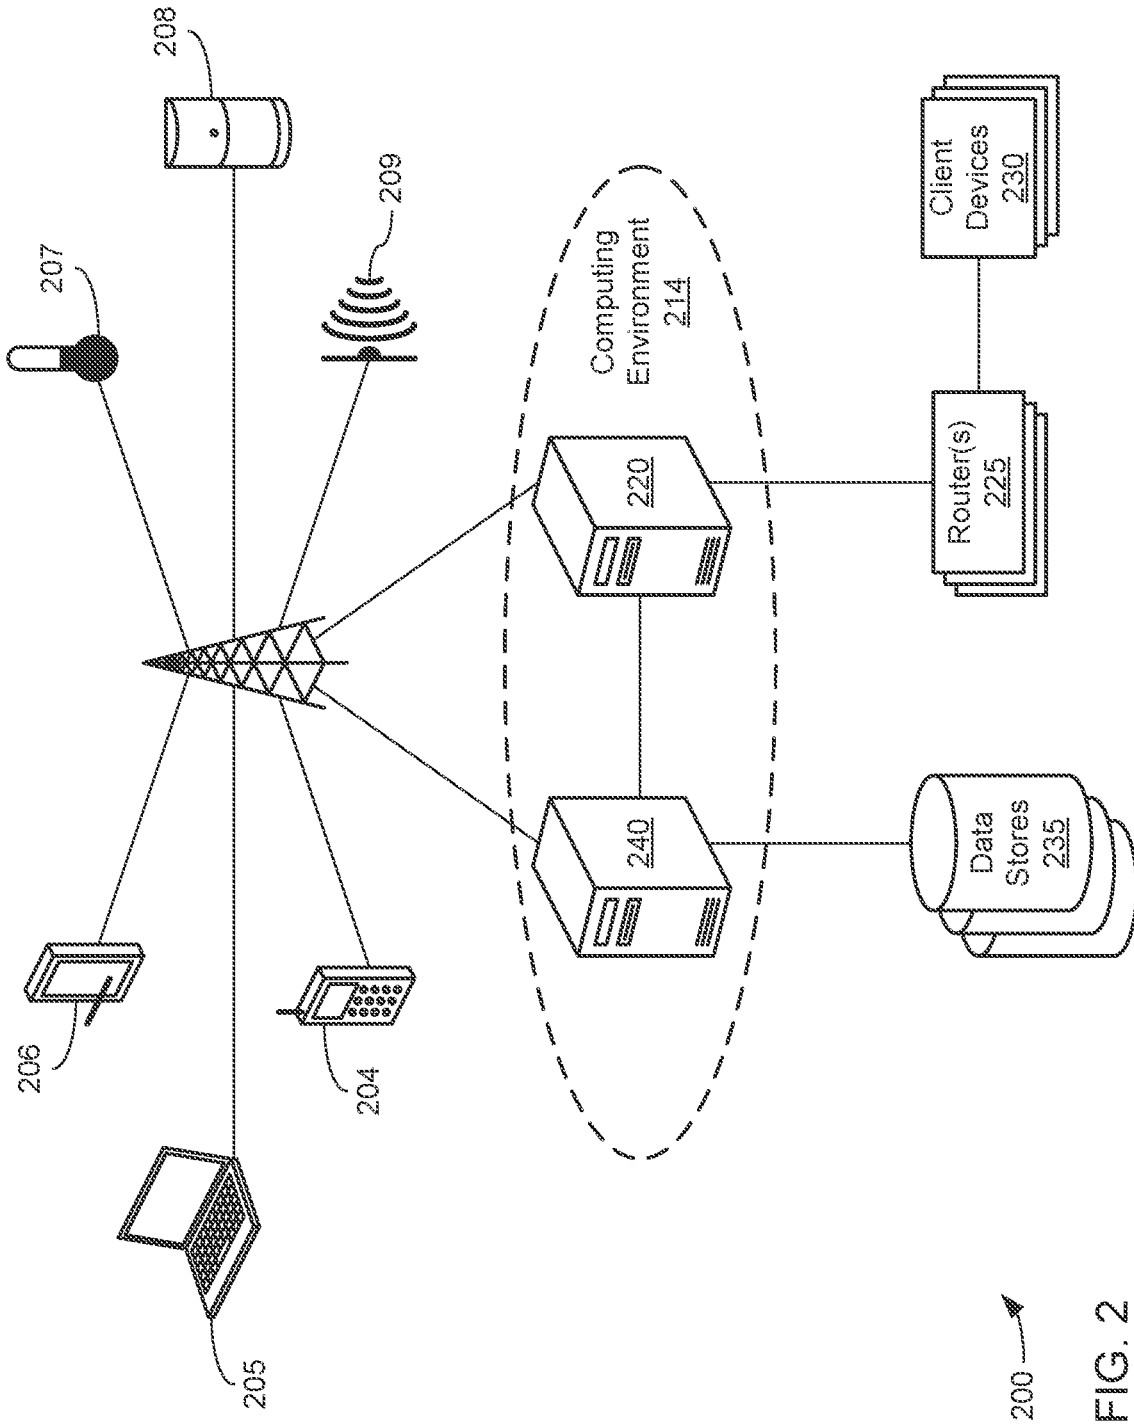 206
207
208
205
204
209
Computing
Environment
214
240
220
Data
Stores
235
Router(s)
225
Client
Devices
230
200
FIG. 2